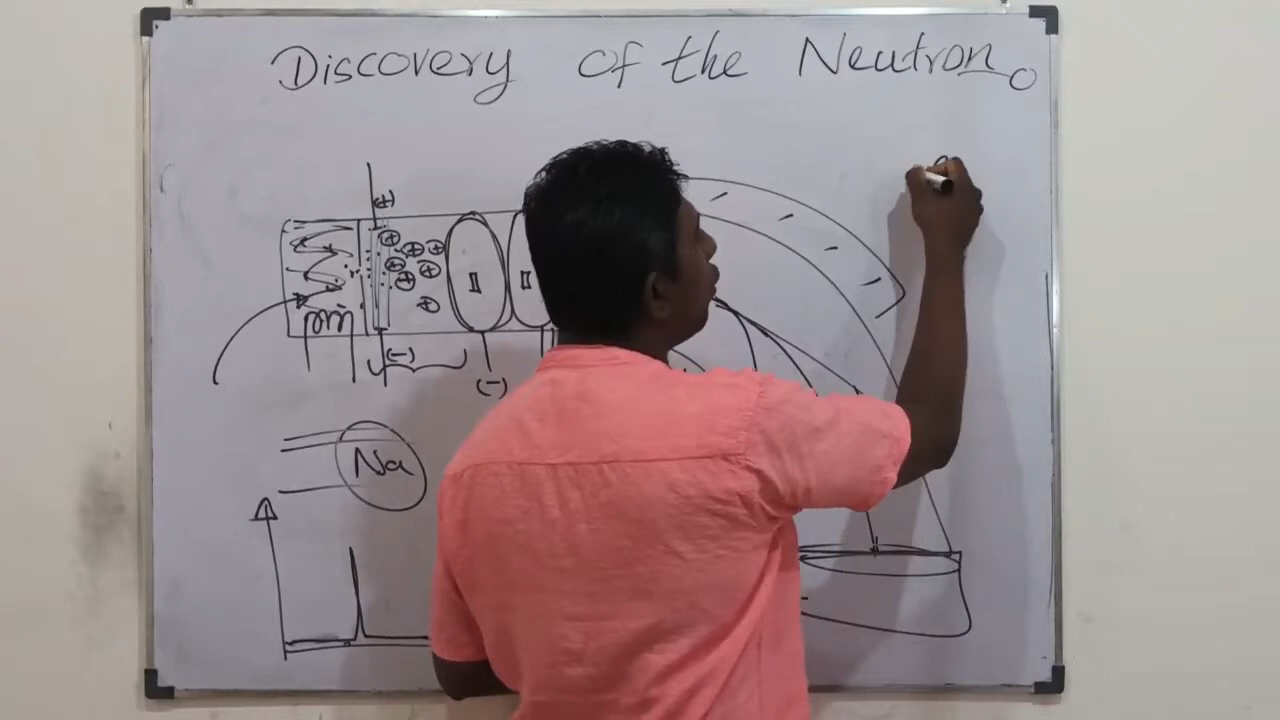 Discovery of the Neutron
(+)
(-)
(-)
Na